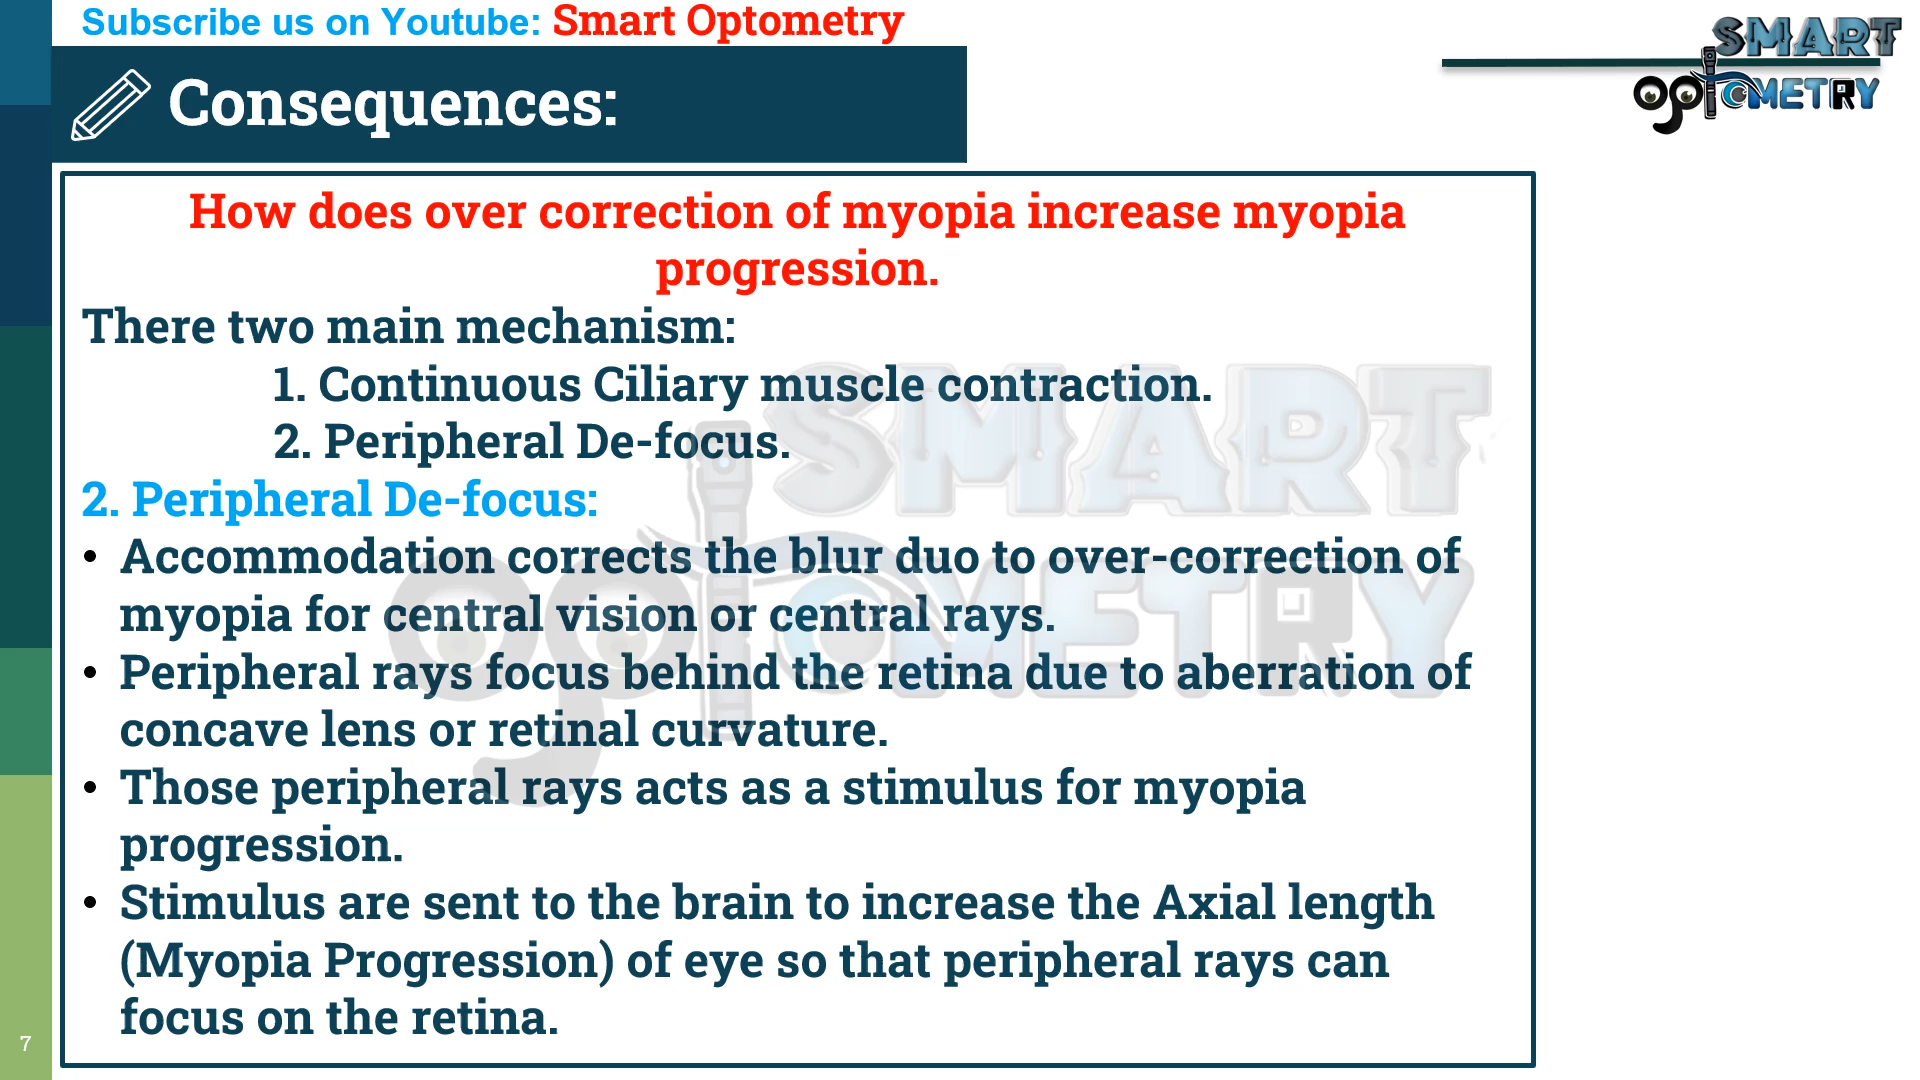 Subscribe us on Youtube: Smart Optometry
SMART
OptOMETRY
Consequences:
How does over correction of myopia increase myopia
progression.
There two main mechanism:
1. Continuous Ciliary muscle contraction.
2. Peripheral De-focus.
2. Peripheral De-focus:
• Accommodation corrects the blur duo to over-correction of
myopia for central vision or central rays.
• Peripheral rays focus behind the retina due to aberration of
concave lens or retinal curvature.
• Those peripheral rays acts as a stimulus for myopia
progression.
• Stimulus are sent to the brain to increase the Axial length
(Myopia Progression) of eye so that peripheral rays can
focus on the retina.
SMART
OptOMETRY
7